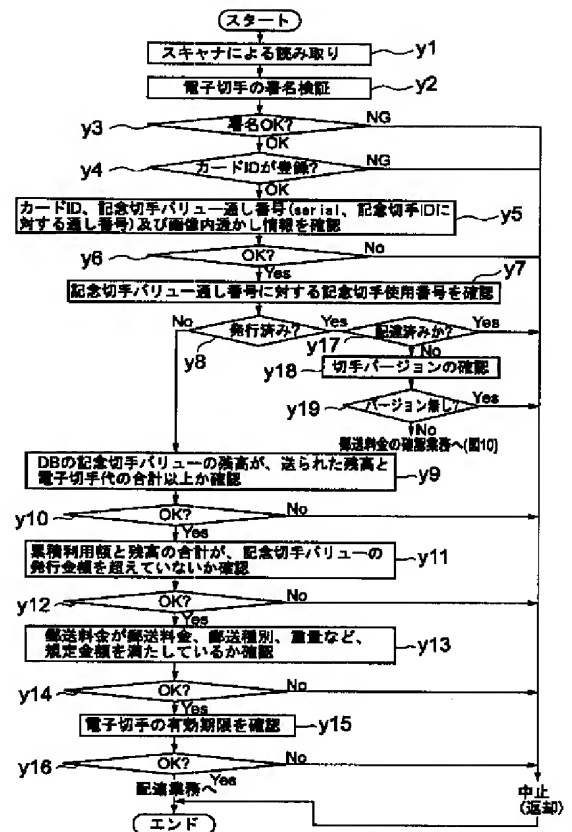 スタート
スキャナによる読み取り
y1
電子切手の署名検証
y2
y3
署名OK?
NG
OK
y4
カードIDが登録?
NG
OK
カードID、記念切手バリュー通し番号(serial、記念切手IDに
対する通し番号)及び画像内透かし情報を確認
y5
y6
OK?
No
Yes
y7
記念切手バリュー通し番号に対する記念切手使用番号を確認
No
発行済み?
Yes
配達済みか?
Yes
y8
y17
No
y18
切手バージョンの確認
y19
バージョン無し?
Yes
No
郵送料金の確認業務へ(図10)
DBの記念切手バリューの残高が、送られた残高と
電子切手代の合計以上か確認
y9
y10
OK?
No
Yes
累積利用額と残高の合計が、記念切手バリューの
発行金額を超えていないか確認
y11
y12
OK?
No
Yes
郵送料金が郵送料金、郵送種別、重量など、
規定金額を満たしているか確認
y13
y14
OK?
No
Yes
電子切手の有効期限を確認
y15
y16
OK?
No
配達業務へ
Yes
中止
(返却)
エンド